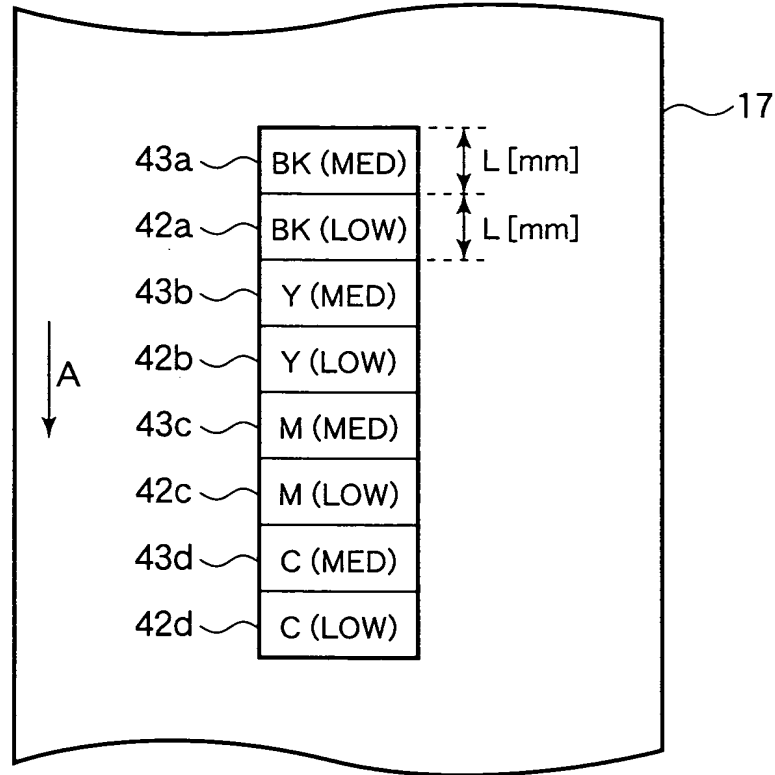 17
43a BK (MED) L [mm]
42a BK (LOW) L [mm]
43b Y (MED)
42b Y (LOW)
A
43c M (MED)
42c M (LOW)
43d C (MED)
42d C (LOW)